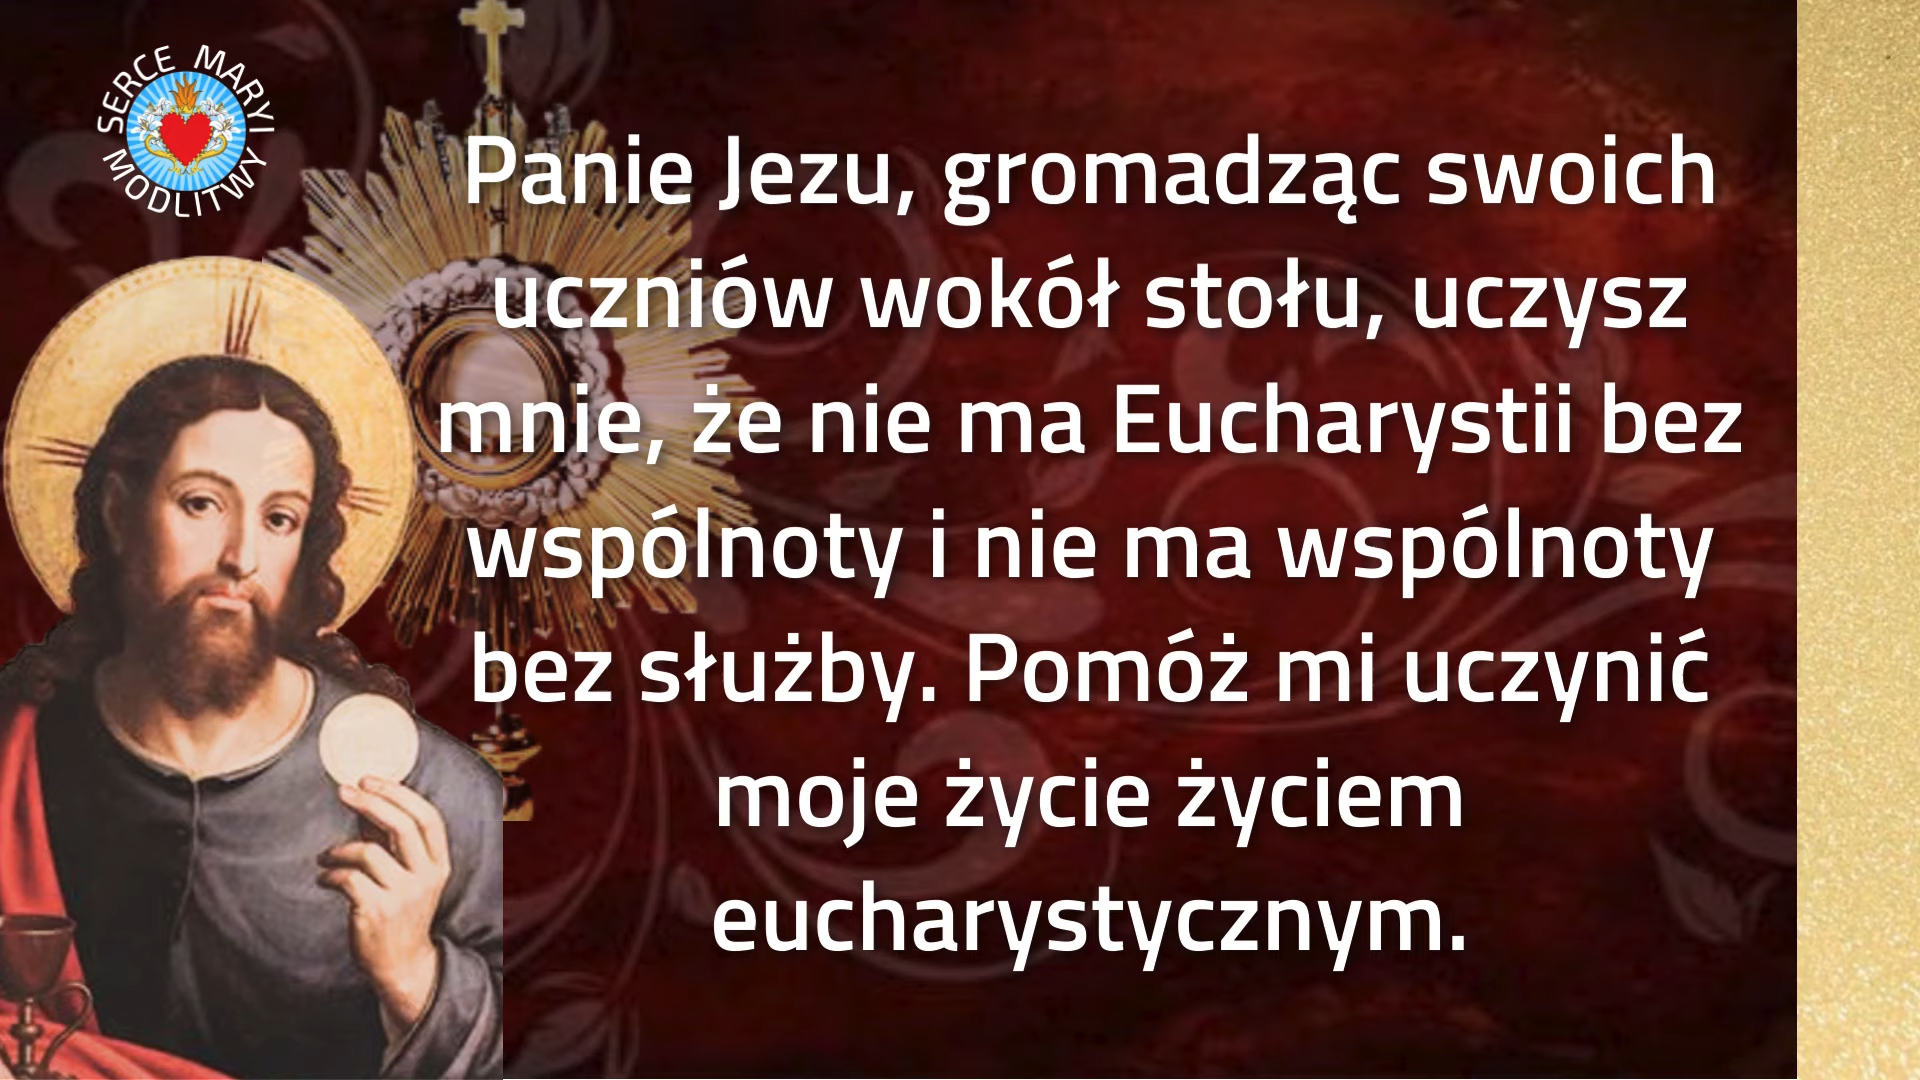 SERCE MARYI
MODLITWY
Panie Jezu, gromadząc swoich
uczniów wokół stołu, uczysz
mnie, że nie ma Eucharystii bez
wspólnoty i nie ma wspólnoty
bez służby. Pomóż mi uczynić
moje życie życiem
eucharystycznym.